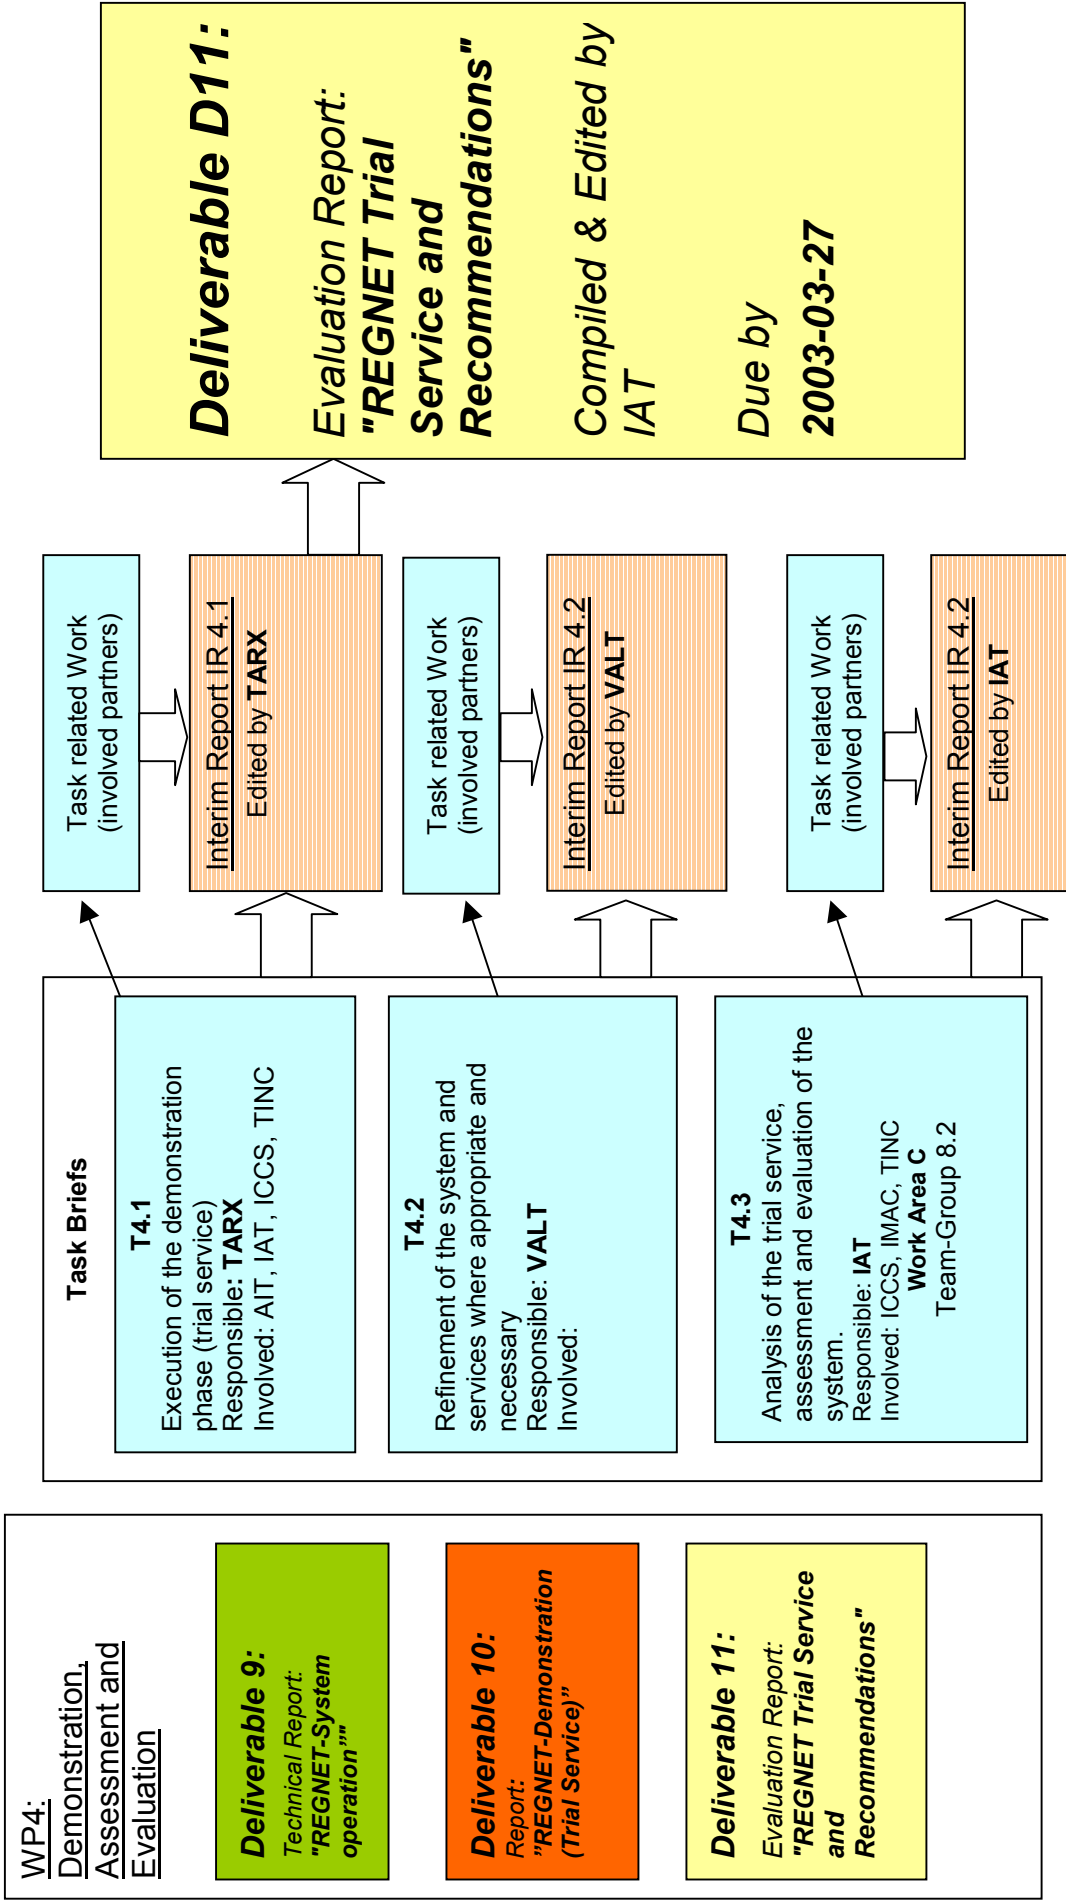 WP4:
Demonstration,
Assessment and
Evaluation
Deliverable 9:
Technical Report:
"REGNET-System
operation""
Deliverable 10:
Report:
"REGNET-Demonstration
(Trial Service)"
Deliverable 11:
Evaluation Report:
"REGNET Trial Service
and
Recommendations"
Task Briefs
T4.1
Execution of the demonstration
phase (trial service)
Responsible: TARX
Involved: AIT, IAT, ICCS, TINC
T4.2
Refinement of the system and
services where appropriate and
necessary
Responsible: VALT
Involved:
T4.3
Analysis of the trial service,
assessment and evaluation of the
system.
Responsible: IAT
Involved: ICCS, IMAC, TINC
Work Area C
Team-Group 8.2
Task related Work
(involved partners)
Interim Report IR 4.1
Edited by TARX
Task related Work
(involved partners)
Interim Report IR 4.2
Edited by VALT
Task related Work
(involved partners)
Interim Report IR 4.2
Edited by IAT
Deliverable D11:
Evaluation Report:
"REGNET Trial
Service and
Recommendations"
Compiled & Edited by
IAT
Due by
2003-03-27